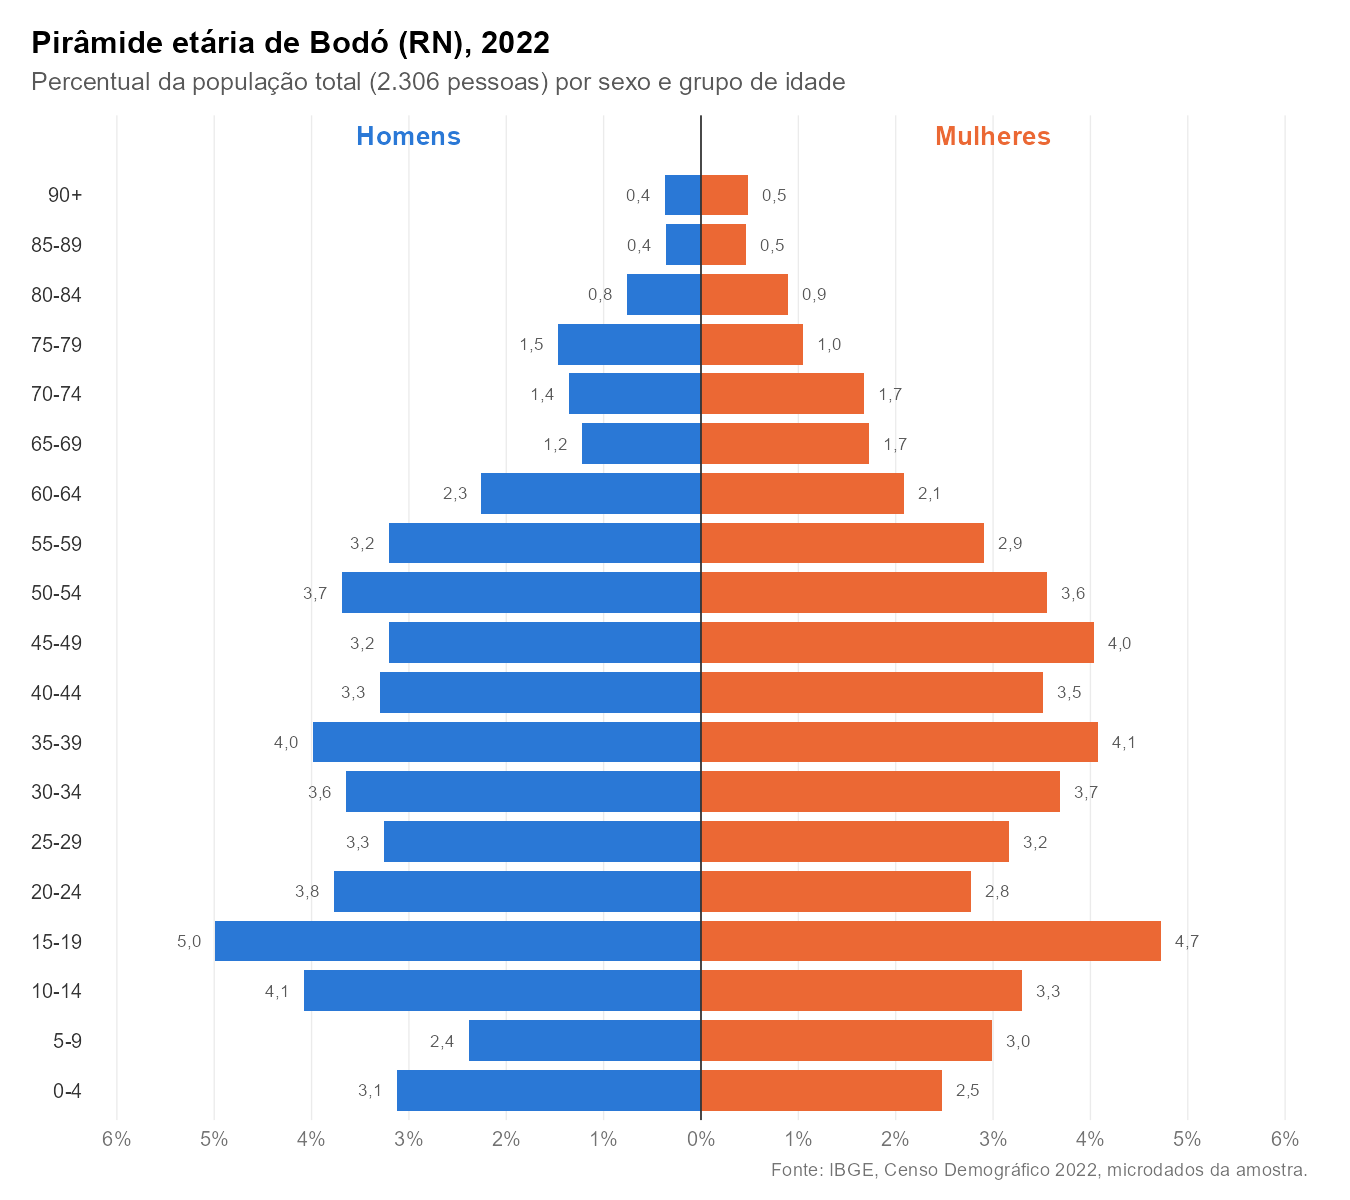 Pirâmide etária de Bodó (RN), 2022
Percentual da população total (2.306 pessoas) por sexo e grupo de idade
Homens Mulheres
90+ 0,4 0,5
85-89 0,4 0,5
80-84 0,8 0,9
75-79 1,5 1,0
70-74 1,4 1,7
65-69 1,2 1,7
60-64 2,3 2,1
55-59 3,2 2,9
50-54 3,7 3,6
45-49 3,2 4,0
40-44 3,3 3,5
35-39 4,0 4,1
30-34 3,6 3,7
25-29 3,3 3,2
20-24 3,8 2,8
15-19 5,0 4,7
10-14 4,1 3,3
5-9 2,4 3,0
0-4 3,1 2,5
6% 5% 4% 3% 2% 1% 0% 1% 2% 3% 4% 5% 6%
Fonte: IBGE, Censo Demográfico 2022, microdados da amostra.